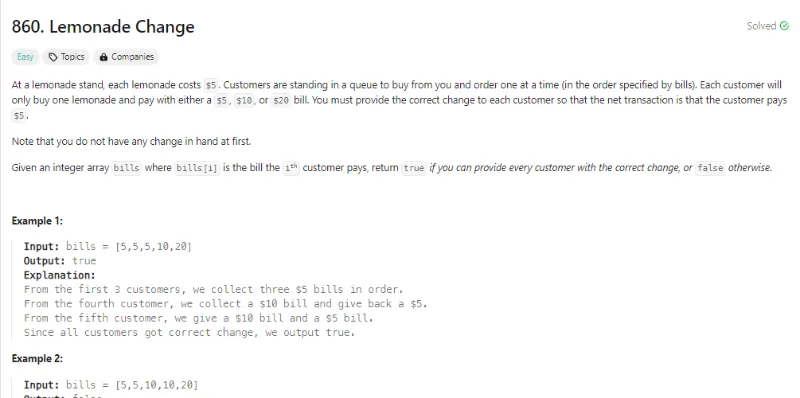 860. Lemonade Change
Solved
Easy Topics Companies
At a lemonade stand, each lemonade costs $5. Customers are standing in a queue to buy from you and order one at a time (in the order specified by bills). Each customer will
only buy one lemonade and pay with either a $5, $10, or $20 bill. You must provide the correct change to each customer so that the net transaction is that the customer pays
$5.
Note that you do not have any change in hand at first.
Given an integer array bills where bills[i] is the bill the ith customer pays, return true if you can provide every customer with the correct change, or false otherwise.
Example 1:
Input: bills = [5,5,5,10,20]
Output: true
Explanation:
From the first 3 customers, we collect three $5 bills in order.
From the fourth customer, we collect a $10 bill and give back a $5.
From the fifth customer, we give a $10 bill and a $5 bill.
Since all customers got correct change, we output true.
Example 2:
Input: bills = [5,5,10,10,20]